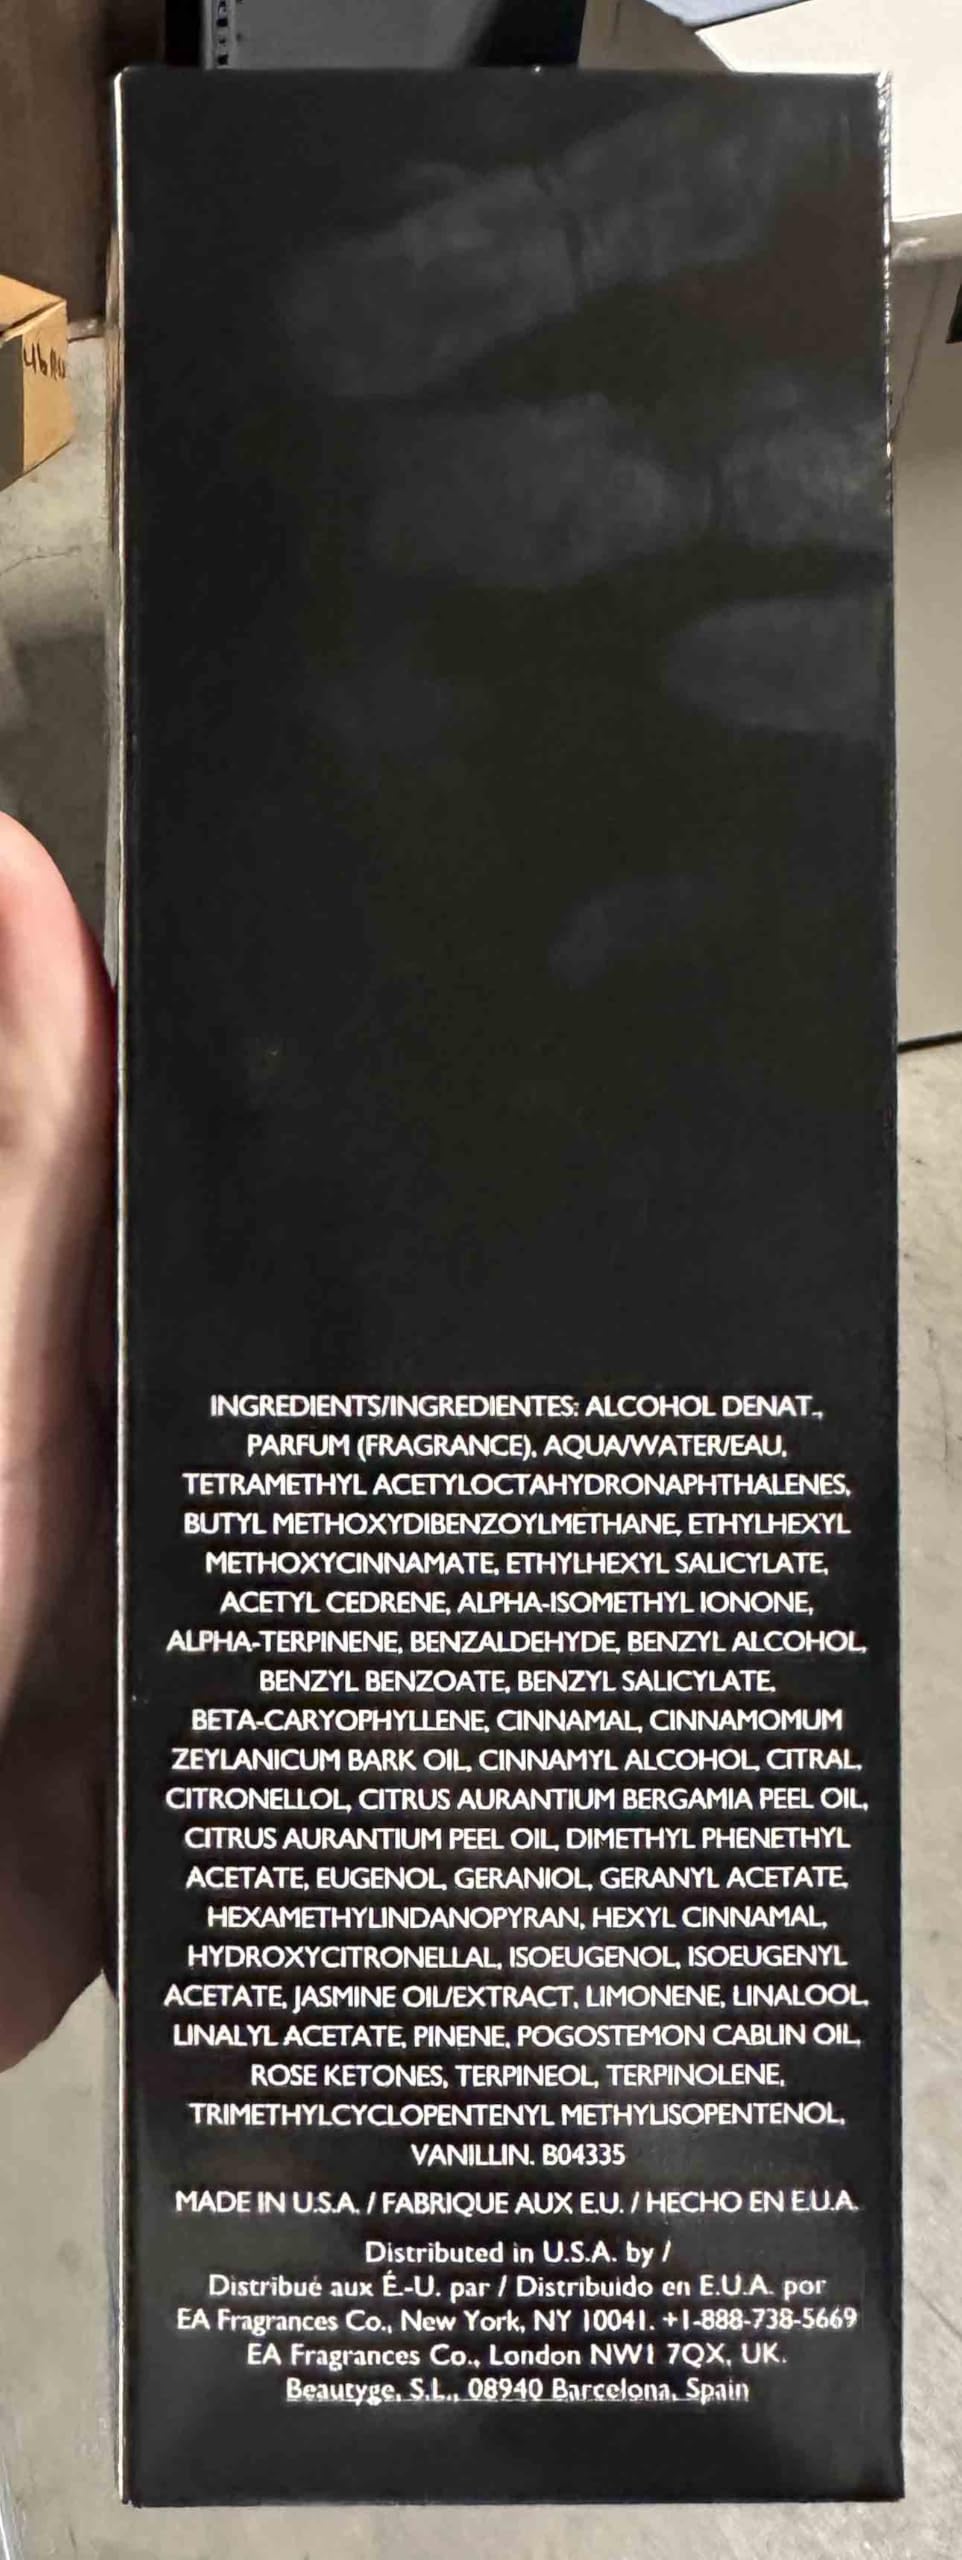 INGREDIENTS/INGREDIENTES: ALCOHOL DENAT.,
PARFUM (FRAGRANCE), AQUA/WATER/EAU,
TETRAMETHYL ACETYLOCTAHYDRONAPHTHALENES,
BUTYL METHOXYDIBENZOYLMETHANE, ETHYLHEXYL
METHOXYCINNAMATE, ETHYLHEXYL SALICYLATE,
ACETYL CEDRENE, ALPHA-ISOMETHYL IONONE,
ALPHA-TERPINENE, BENZALDEHYDE, BENZYL ALCOHOL,
BENZYL BENZOATE, BENZYL SALICYLATE,
BETA-CARYOPHYLLENE, CINNAMAL, CINNAMOMUM
ZEYLANICUM BARK OIL, CINNAMYL ALCOHOL, CITRAL,
CITRONELLOL, CITRUS AURANTIUM BERGAMIA PEEL OIL,
CITRUS AURANTIUM PEEL OIL, DIMETHYL PHENETHYL
ACETATE, EUGENOL, GERANIOL, GERANYL ACETATE,
HEXAMETHYLINDANOPYRAN, HEXYL CINNAMAL,
HYDROXYCITRONELLAL, ISOEUGENOL, ISOEUGENYL
ACETATE, JASMINE OIL/EXTRACT, LIMONENE, LINALOOL,
LINALYL ACETATE, PINENE, POGOSTEMON CABLIN OIL,
ROSE KETONES, TERPINEOL, TERPINOLENE,
TRIMETHYLCYCLOPENTENYL METHYLISOPENTENOL,
VANILLIN. B04335
MADE IN U.S.A. / FABRIQUE AUX E.U. / HECHO EN E.U.A.
Distributed in U.S.A. by /
Distribué aux É.-U. par / Distribuido en E.U.A. por
EA Fragrances Co., New York, NY 10041. +1-888-738-5669
EA Fragrances Co., London NW1 7QX, UK.
Beautyge, S.L., 08940 Barcelona, Spain